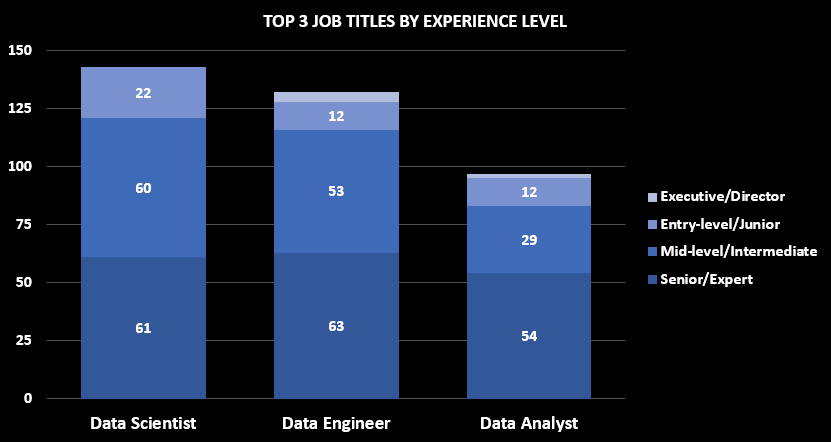 TOP 3 JOB TITLES BY EXPERIENCE LEVEL
150
125
100
75
50
25
0
22
60
61
12
53
63
12
29
54
Data Scientist
Data Engineer
Data Analyst
Executive/Director
Entry-level/Junior
Mid-level/Intermediate
Senior/Expert